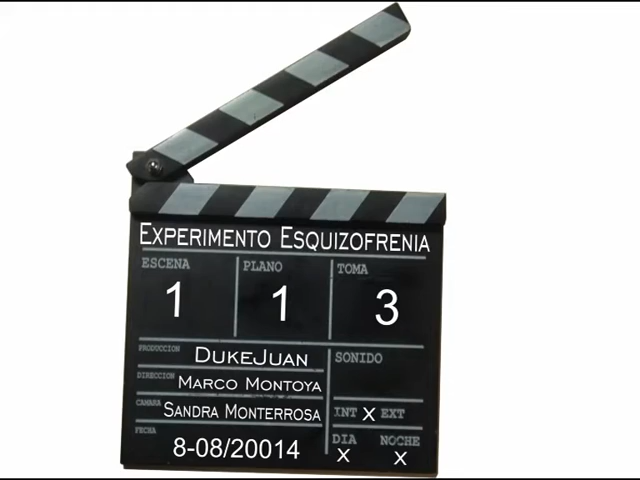 EXPERIMENTO ESQUIZOFRENIA
ESCENA PLANO TOMA
1 1 3
PRODUCCION DUKEJUAN
DIRECCION MARCO MONTOYA
CAMARA SANDRA MONTERROSA
FECHA 8-08/20014
SONIDO
INT X EXT
DIA NOCHE
X X